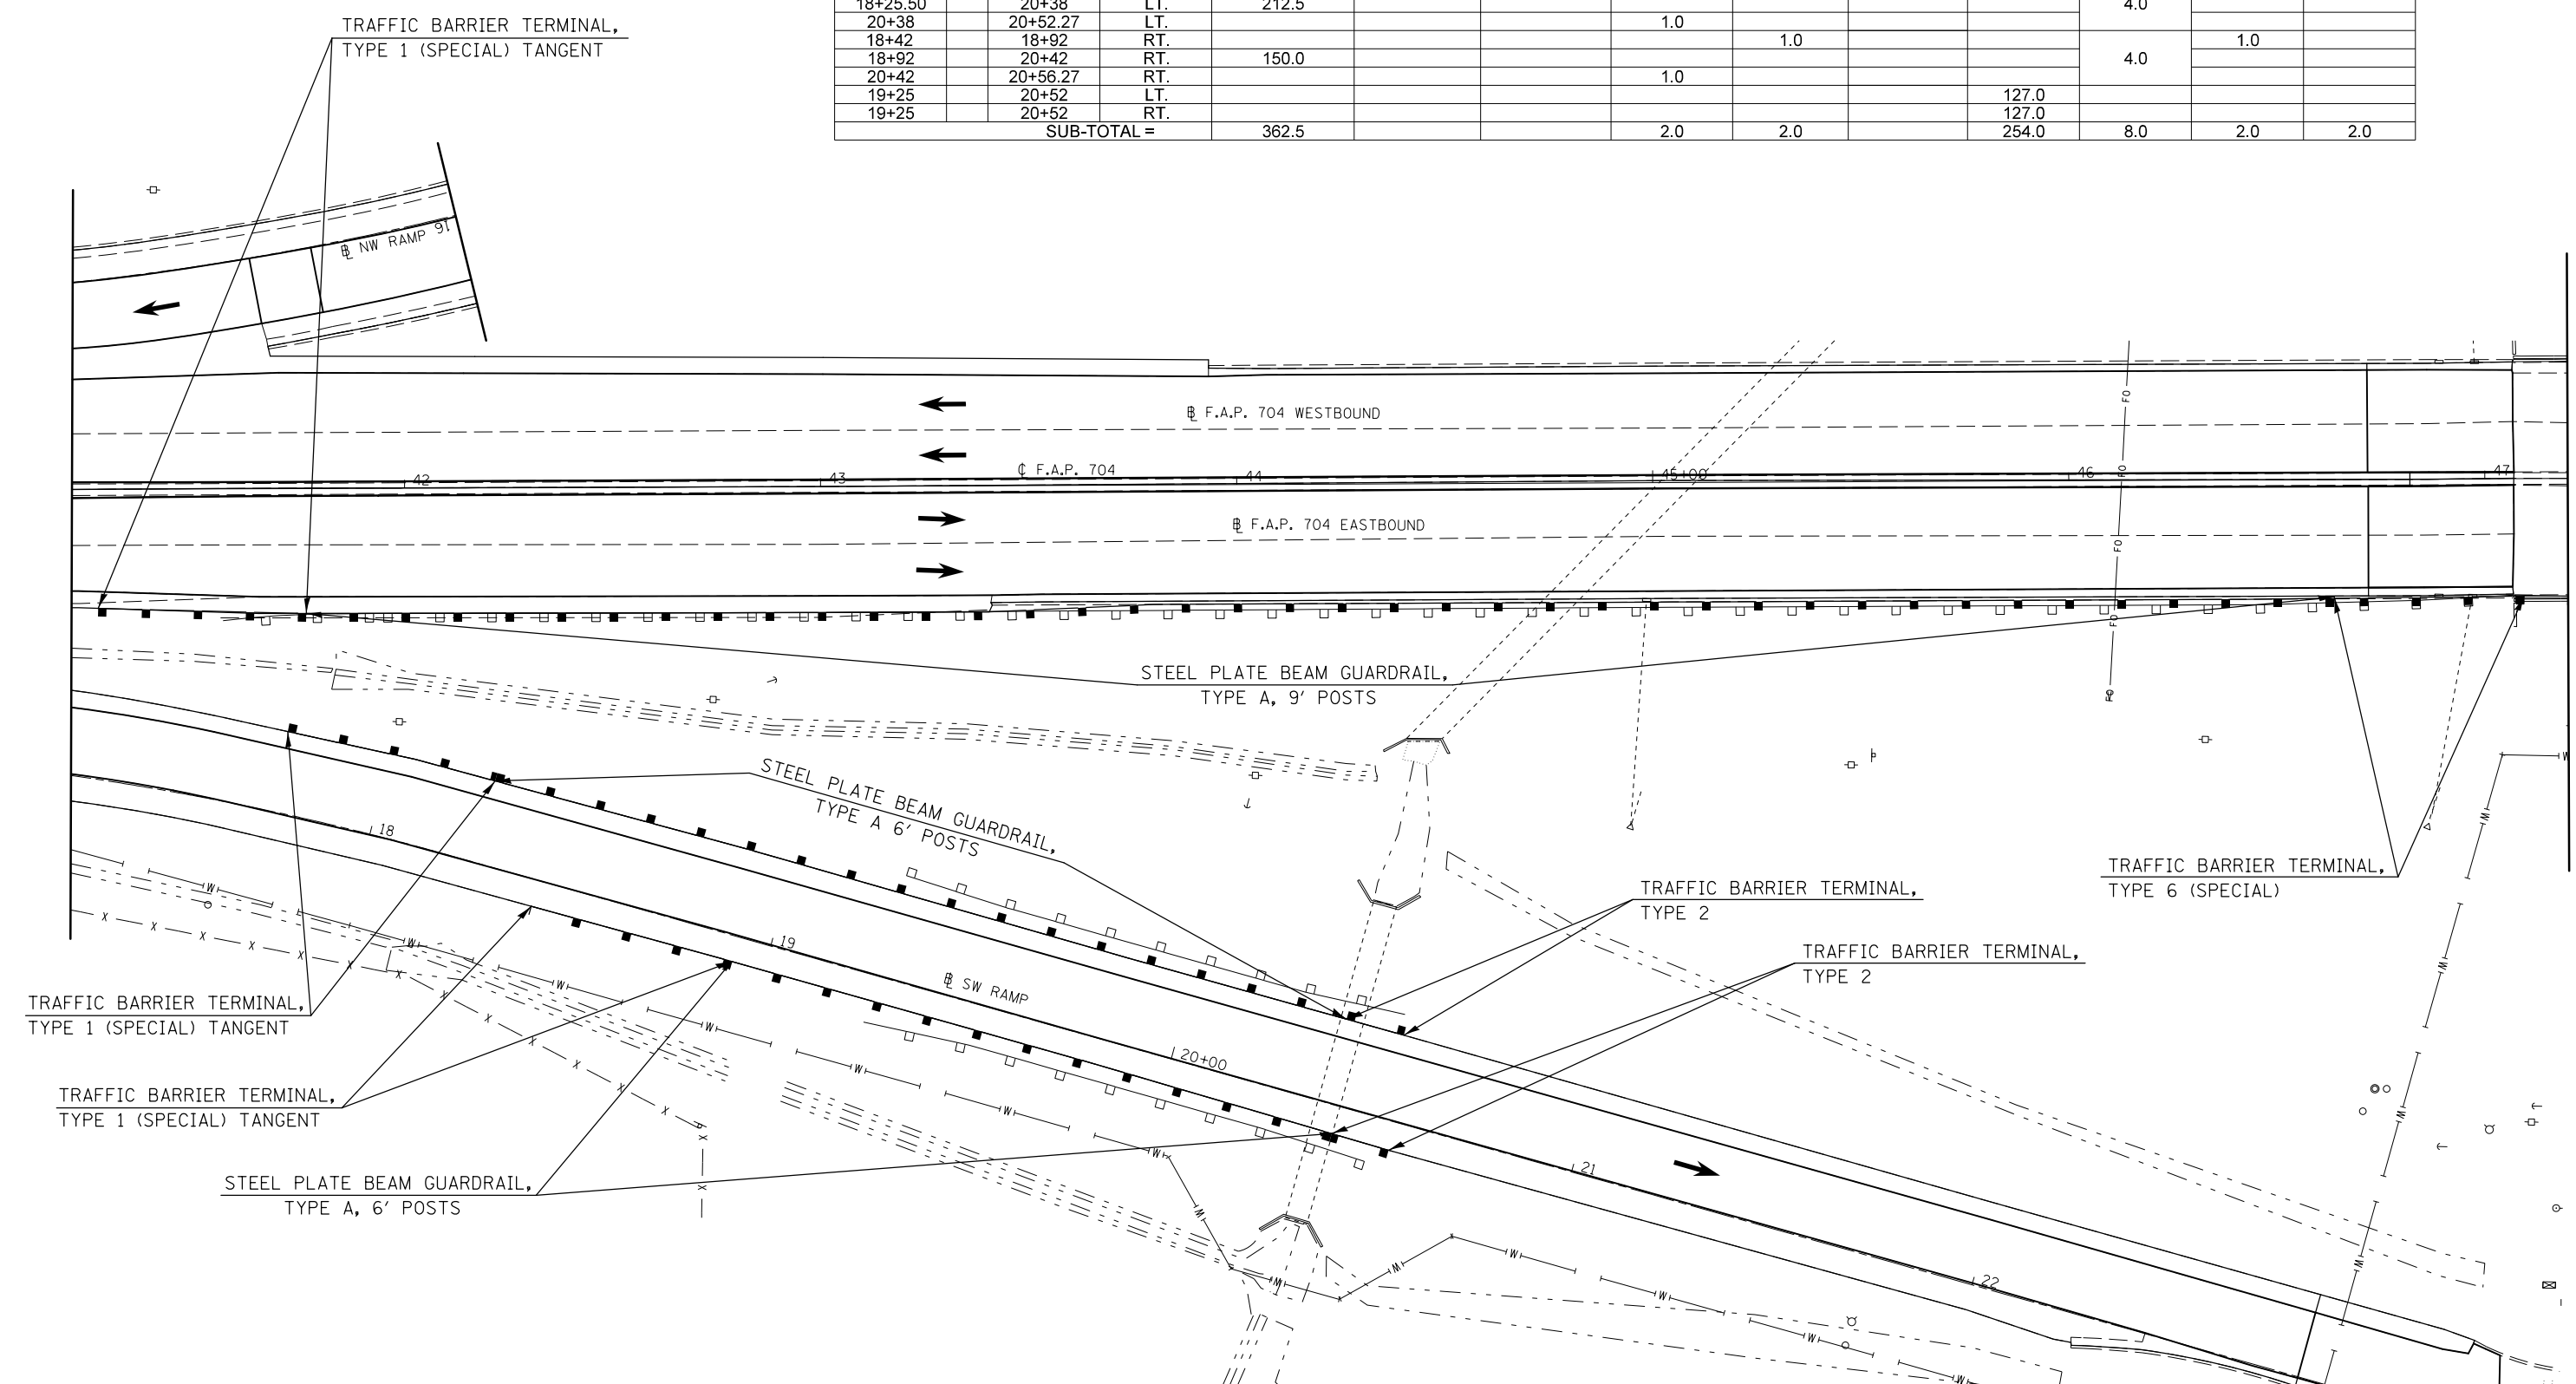 18+25.50 20+38 LT. 212.5 4.0
20+38 20+52.27 LT. 1.0
18+42 18+92 RT. 1.0 1.0
18+92 20+42 RT. 150.0 4.0
20+42 20+56.27 RT. 1.0
19+25 20+52 LT. 127.0
19+25 20+52 RT. 127.0
SUB-TOTAL = 362.5 2.0 2.0 254.0 8.0 2.0 2.0
TRAFFIC BARRIER TERMINAL,
TYPE 1 (SPECIAL) TANGENT
NW RAMP 91
F.A.P. 704 WESTBOUND
F.A.P. 704
42
43
44
45+00
46
47
F.A.P. 704 EASTBOUND
FO
FO
FO
FO
FO
STEEL PLATE BEAM GUARDRAIL,
TYPE A, 9' POSTS
STEEL PLATE BEAM GUARDRAIL,
TYPE A 6' POSTS
TRAFFIC BARRIER TERMINAL,
TYPE 6 (SPECIAL)
TRAFFIC BARRIER TERMINAL,
TYPE 2
TRAFFIC BARRIER TERMINAL,
TYPE 2
18
19
SW RAMP
20+00
21
22
TRAFFIC BARRIER TERMINAL,
TYPE 1 (SPECIAL) TANGENT
TRAFFIC BARRIER TERMINAL,
TYPE 1 (SPECIAL) TANGENT
STEEL PLATE BEAM GUARDRAIL,
TYPE A, 6' POSTS